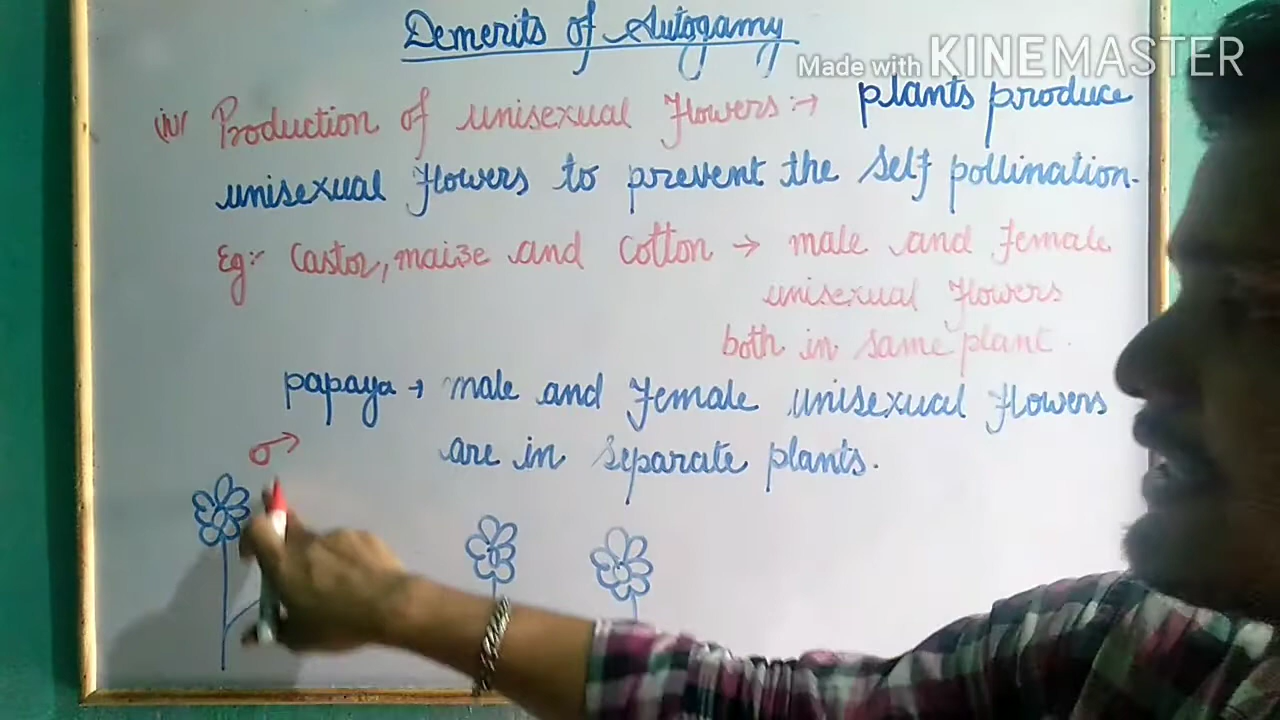 Demerits of Autogamy
Made with KINEMASTER
(iv) Production of unisexual flowers :→ plants produce
unisexual flowers to prevent the self pollination.
Eg:- Castor, maize and cotton → male and female
unisexual flowers
both in same plant.
papaya → male and female unisexual flowers
are in separate plants.
♂